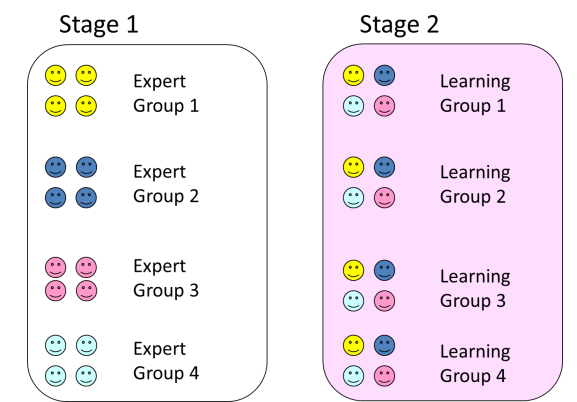 Stage 1
Expert
Group 1
Expert
Group 2
Expert
Group 3
Expert
Group 4
Stage 2
Learning
Group 1
Learning
Group 2
Learning
Group 3
Learning
Group 4